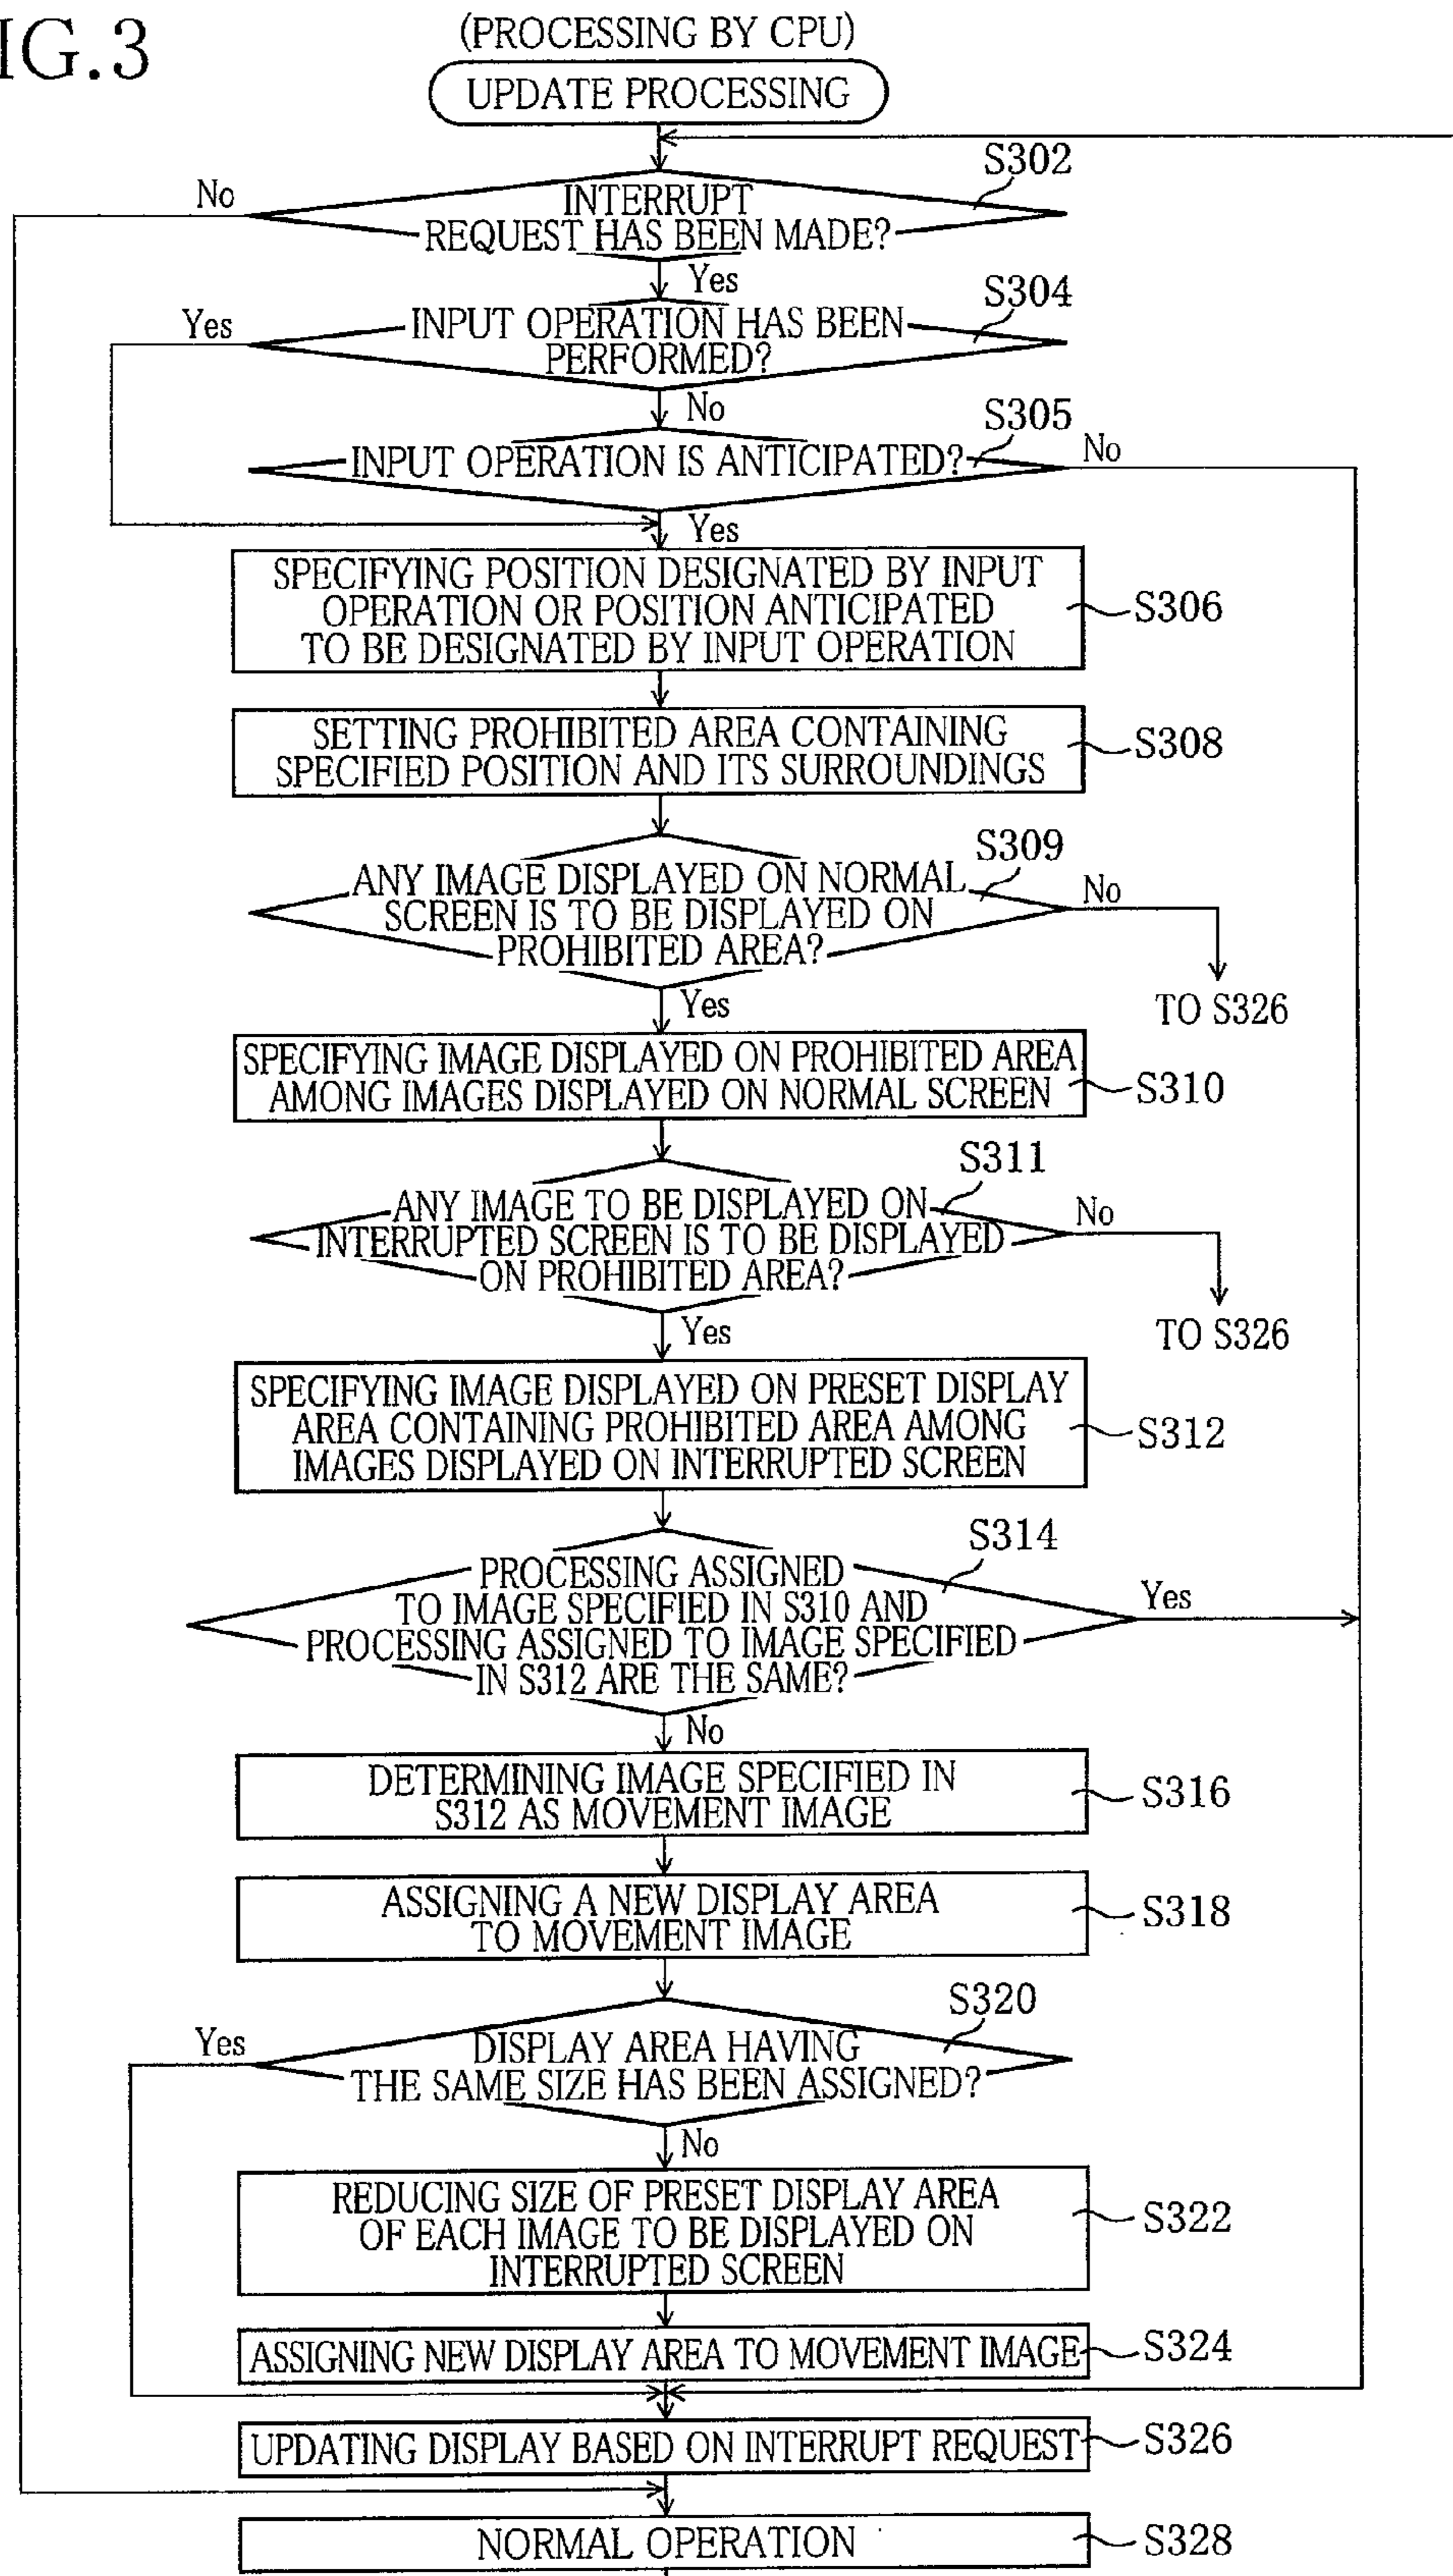 IG.3
(PROCESSING BY CPU)
UPDATE PROCESSING
S302
No
INTERRUPT
REQUEST HAS BEEN MADE?
Yes
S304
Yes
INPUT OPERATION HAS BEEN
PERFORMED?
No
S305
INPUT OPERATION IS ANTICIPATED?
No
Yes
SPECIFYING POSITION DESIGNATED BY INPUT
OPERATION OR POSITION ANTICIPATED
TO BE DESIGNATED BY INPUT OPERATION
S306
SETTING PROHIBITED AREA CONTAINING
SPECIFIED POSITION AND ITS SURROUNDINGS
S308
S309
ANY IMAGE DISPLAYED ON NORMAL
SCREEN IS TO BE DISPLAYED ON
PROHIBITED AREA?
No
TO S326
Yes
SPECIFYING IMAGE DISPLAYED ON PROHIBITED AREA
AMONG IMAGES DISPLAYED ON NORMAL SCREEN
S310
S311
ANY IMAGE TO BE DISPLAYED ON
INTERRUPTED SCREEN IS TO BE DISPLAYED
ON PROHIBITED AREA?
No
TO S326
Yes
SPECIFYING IMAGE DISPLAYED ON PRESET DISPLAY
AREA CONTAINING PROHIBITED AREA AMONG
IMAGES DISPLAYED ON INTERRUPTED SCREEN
S312
S314
PROCESSING ASSIGNED
TO IMAGE SPECIFIED IN S310 AND
PROCESSING ASSIGNED TO IMAGE SPECIFIED
IN S312 ARE THE SAME?
Yes
No
DETERMINING IMAGE SPECIFIED IN
S312 AS MOVEMENT IMAGE
S316
ASSIGNING A NEW DISPLAY AREA
TO MOVEMENT IMAGE
S318
S320
Yes
DISPLAY AREA HAVING
THE SAME SIZE HAS BEEN ASSIGNED?
No
REDUCING SIZE OF PRESET DISPLAY AREA
OF EACH IMAGE TO BE DISPLAYED ON
INTERRUPTED SCREEN
S322
ASSIGNING NEW DISPLAY AREA TO MOVEMENT IMAGE
S324
UPDATING DISPLAY BASED ON INTERRUPT REQUEST
S326
NORMAL OPERATION
S328